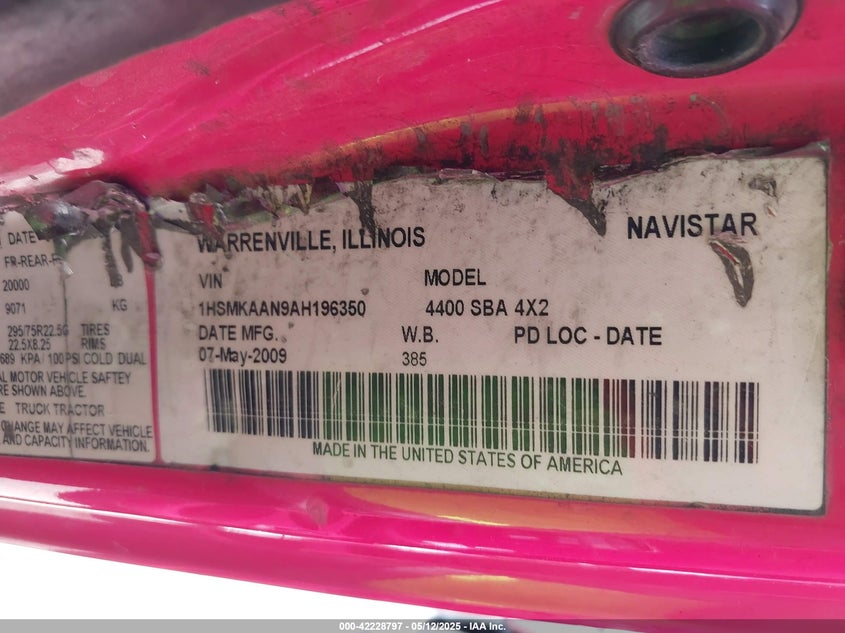 DATE
FR-REAR-
20000
9071 KG
295/75R22.5G TIRES
22.5X8.25 RIMS
689 KPA/ 100 PSI COLD DUAL
AL MOTOR VEHICLE SAFTEY
RE SHOWN ABOVE.
E TRUCK TRACTOR
CHANGE MAY AFFECT VEHICLE
AND CAPACITY INFORMATION.
WARRENVILLE, ILLINOIS NAVISTAR
VIN MODEL
1HSMKAAN9AH196350 4400 SBA 4X2
DATE MFG. W.B. PD LOC - DATE
07-May-2009 385
MADE IN THE UNITED STATES OF AMERICA
000-42228797 - 05/12/2025 - IAA Inc.